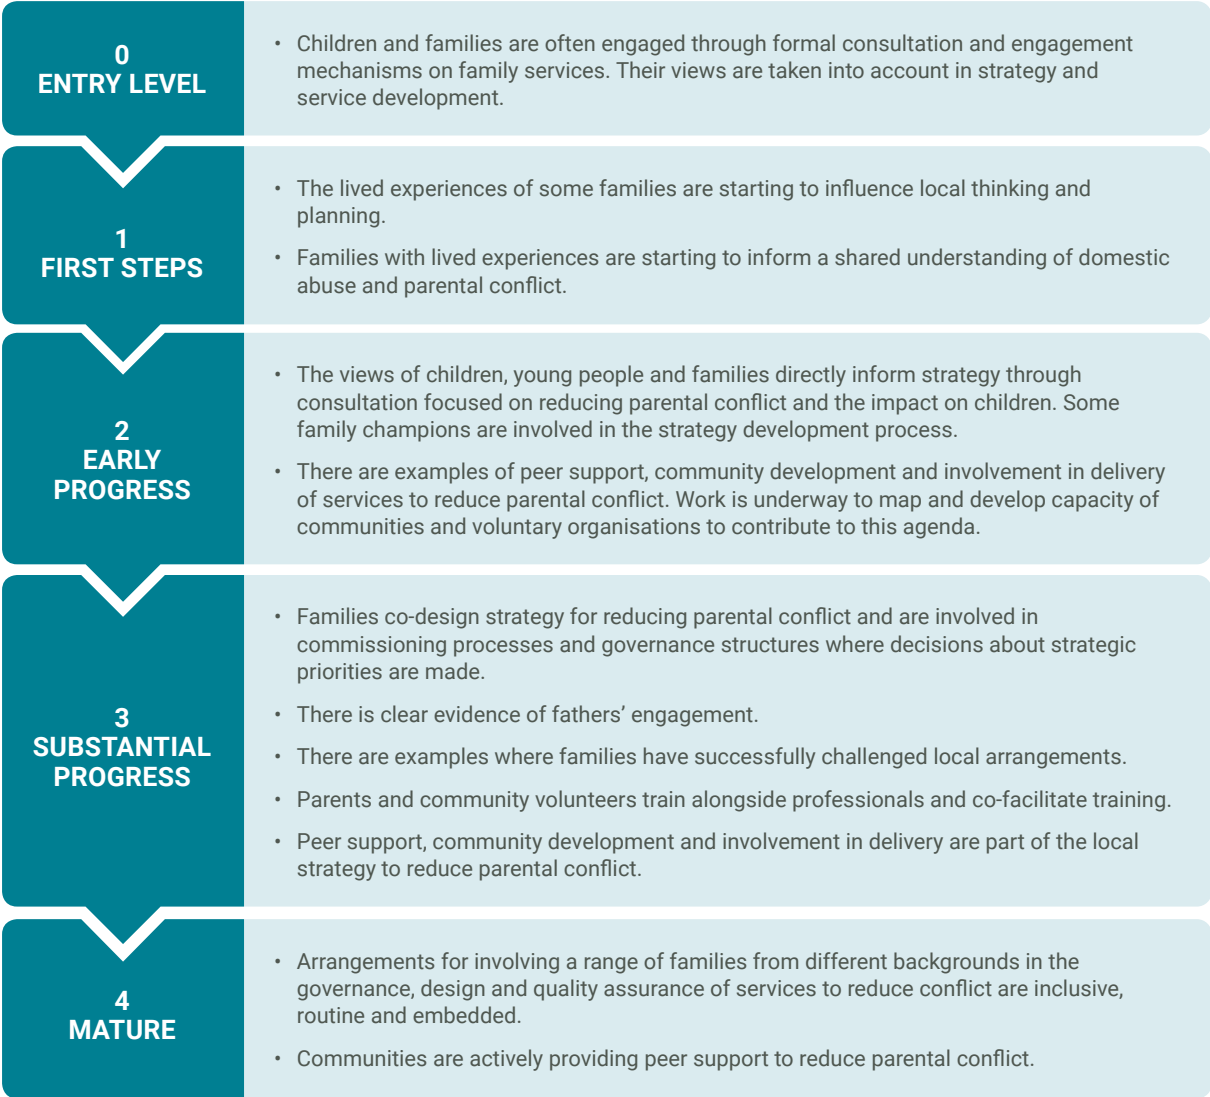 0
ENTRY LEVEL
• Children and families are often engaged through formal consultation and engagement
mechanisms on family services. Their views are taken into account in strategy and
service development.
1
FIRST STEPS
• The lived experiences of some families are starting to influence local thinking and
planning.
• Families with lived experiences are starting to inform a shared understanding of domestic
abuse and parental conflict.
2
EARLY
PROGRESS
• The views of children, young people and families directly inform strategy through
consultation focused on reducing parental conflict and the impact on children. Some
family champions are involved in the strategy development process.
• There are examples of peer support, community development and involvement in delivery
of services to reduce parental conflict. Work is underway to map and develop capacity of
communities and voluntary organisations to contribute to this agenda.
3
SUBSTANTIAL
PROGRESS
• Families co-design strategy for reducing parental conflict and are involved in
commissioning processes and governance structures where decisions about strategic
priorities are made.
• There is clear evidence of fathers’ engagement.
• There are examples where families have successfully challenged local arrangements.
• Parents and community volunteers train alongside professionals and co-facilitate training.
• Peer support, community development and involvement in delivery are part of the local
strategy to reduce parental conflict.
4
MATURE
• Arrangements for involving a range of families from different backgrounds in the
governance, design and quality assurance of services to reduce conflict are inclusive,
routine and embedded.
• Communities are actively providing peer support to reduce parental conflict.